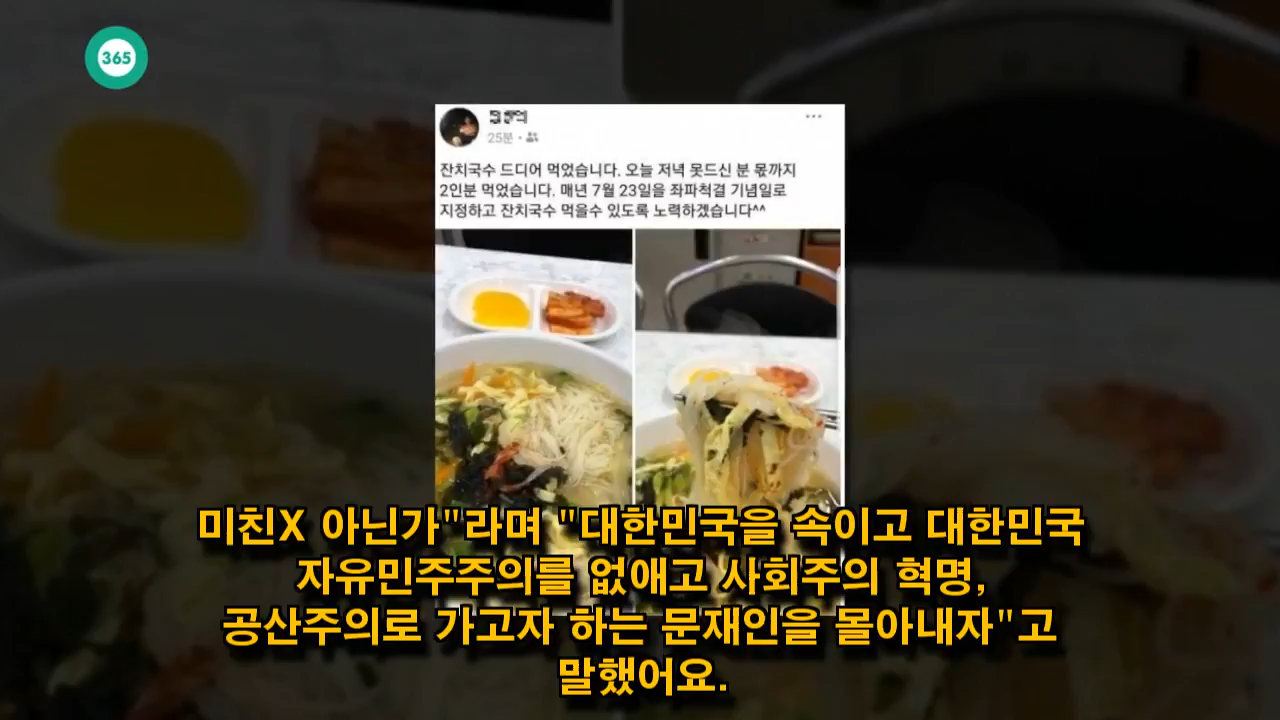 365
25분
잔치국수 드디어 먹었습니다. 오늘 저녁 못드신 분 몫까지
2인분 먹었습니다. 매년 7월 23일을 좌파척결 기념일로
지정하고 잔치국수 먹을수 있도록 노력하겠습니다^^
미친X 아닌가"라며 "대한민국을 속이고 대한민국
자유민주주의를 없애고 사회주의 혁명,
공산주의로 가고자 하는 문재인을 몰아내자"고
말했어요.